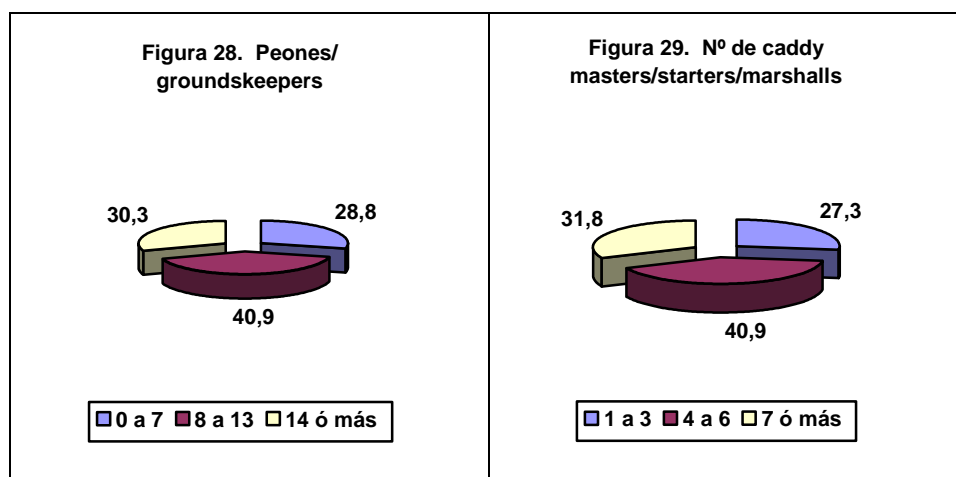 Figura 28. Peones/
groundskeepers
30,3
28,8
40,9
0 a 7 8 a 13 14 ó más
Figura 29. Nº de caddy
masters/starters/marshalls
31,8
27,3
40,9
1 a 3 4 a 6 7 ó más